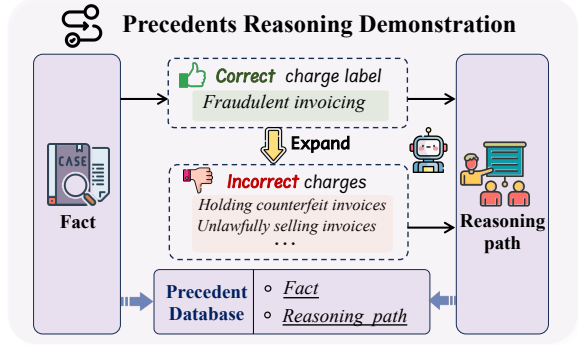 Precedents Reasoning Demonstration
Correct charge label
Fraudulent invoicing
Expand
CASE
Fact
Incorrect charges
Holding counterfeit invoices
Unlawfully selling invoices
...
Reasoning
path
Precedent
Database
Fact
Reasoning path